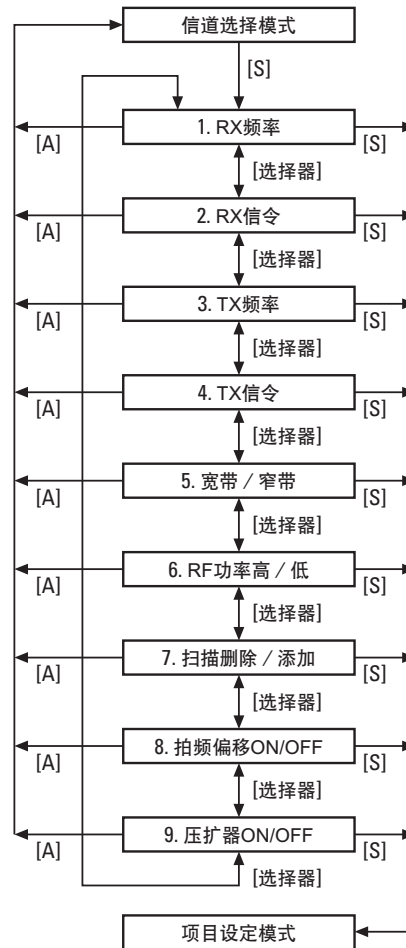 信道选择模式
[S]
1. RX频率
[A]
[S]
[选择器]
2. RX信令
[A]
[S]
[选择器]
3. TX频率
[A]
[S]
[选择器]
4. TX信令
[A]
[S]
[选择器]
5. 宽带 / 窄带
[A]
[S]
[选择器]
6. RF功率高 / 低
[A]
[S]
[选择器]
7. 扫描删除 / 添加
[A]
[S]
[选择器]
8. 拍频偏移ON/OFF
[A]
[S]
[选择器]
9. 压扩器ON/OFF
[A]
[S]
[选择器]
项目设定模式